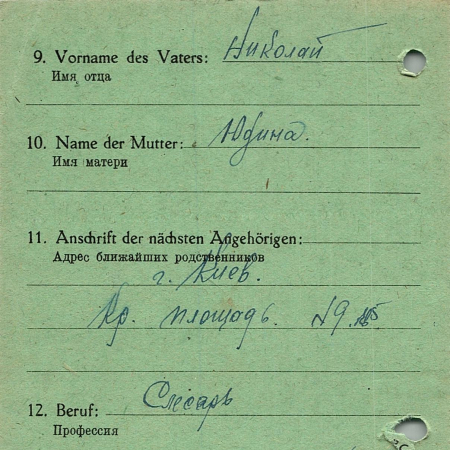 9. Vorname des Vaters: Николай
Имя отца
10. Name der Mutter: Юдина.
Имя матери
11. Anschrift der nächsten Angehörigen:
Адрес ближайших родственников
г. Киев.
Кр. площадь. №9.
12. Beruf: Слесарь
Профессия